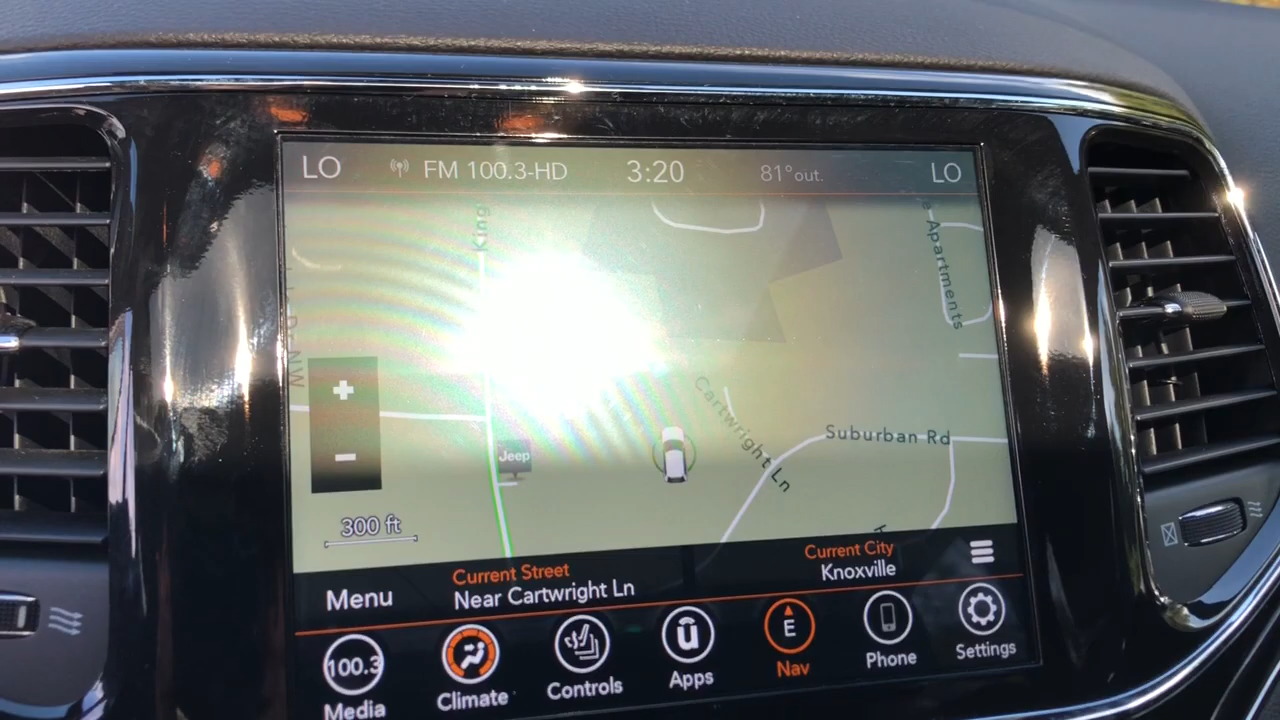 LO FM 100.3-HD 3:20 81°out. LO
King
Apartments
Cartwright Ln
Suburban Rd
Jeep
+
-
300 ft
Menu
Current Street
Near Cartwright Ln
Current City
Knoxville
100.3
Media
Climate
Controls
ū
Apps
E
Nav
Phone
Settings